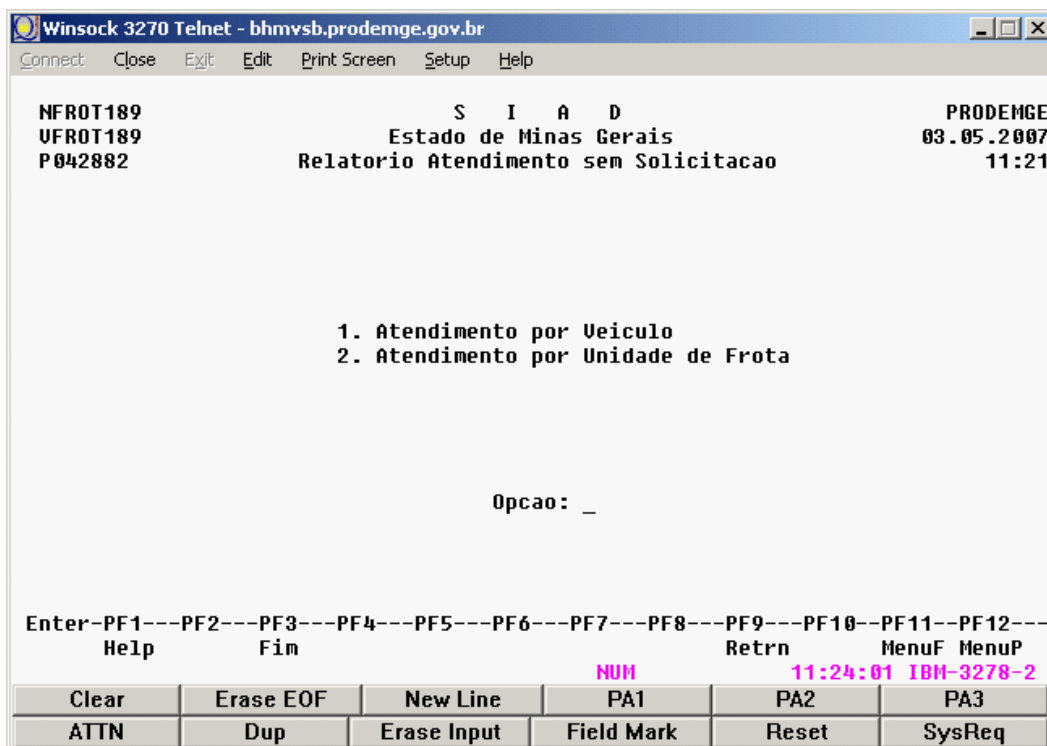 Winsock 3270 Telnet - bhmvsb.prodemge.gov.br
Connect Close Exit Edit Print Screen Setup Help
NFROT189 S I A D PRODEMGE
VFROT189 Estado de Minas Gerais 03.05.2007
P042882 Relatorio Atendimento sem Solicitacao 11:21
1. Atendimento por Veiculo
2. Atendimento por Unidade de Frota
Opcao: _
Enter-PF1---PF2---PF3---PF4---PF5---PF6---PF7---PF8---PF9---PF10--PF11--PF12---
Help Fim Retrn MenuF MenuP
NUM 11:24:01 IBM-3278-2
Clear Erase EOF New Line PA1 PA2 PA3
ATTN Dup Erase Input Field Mark Reset SysReq